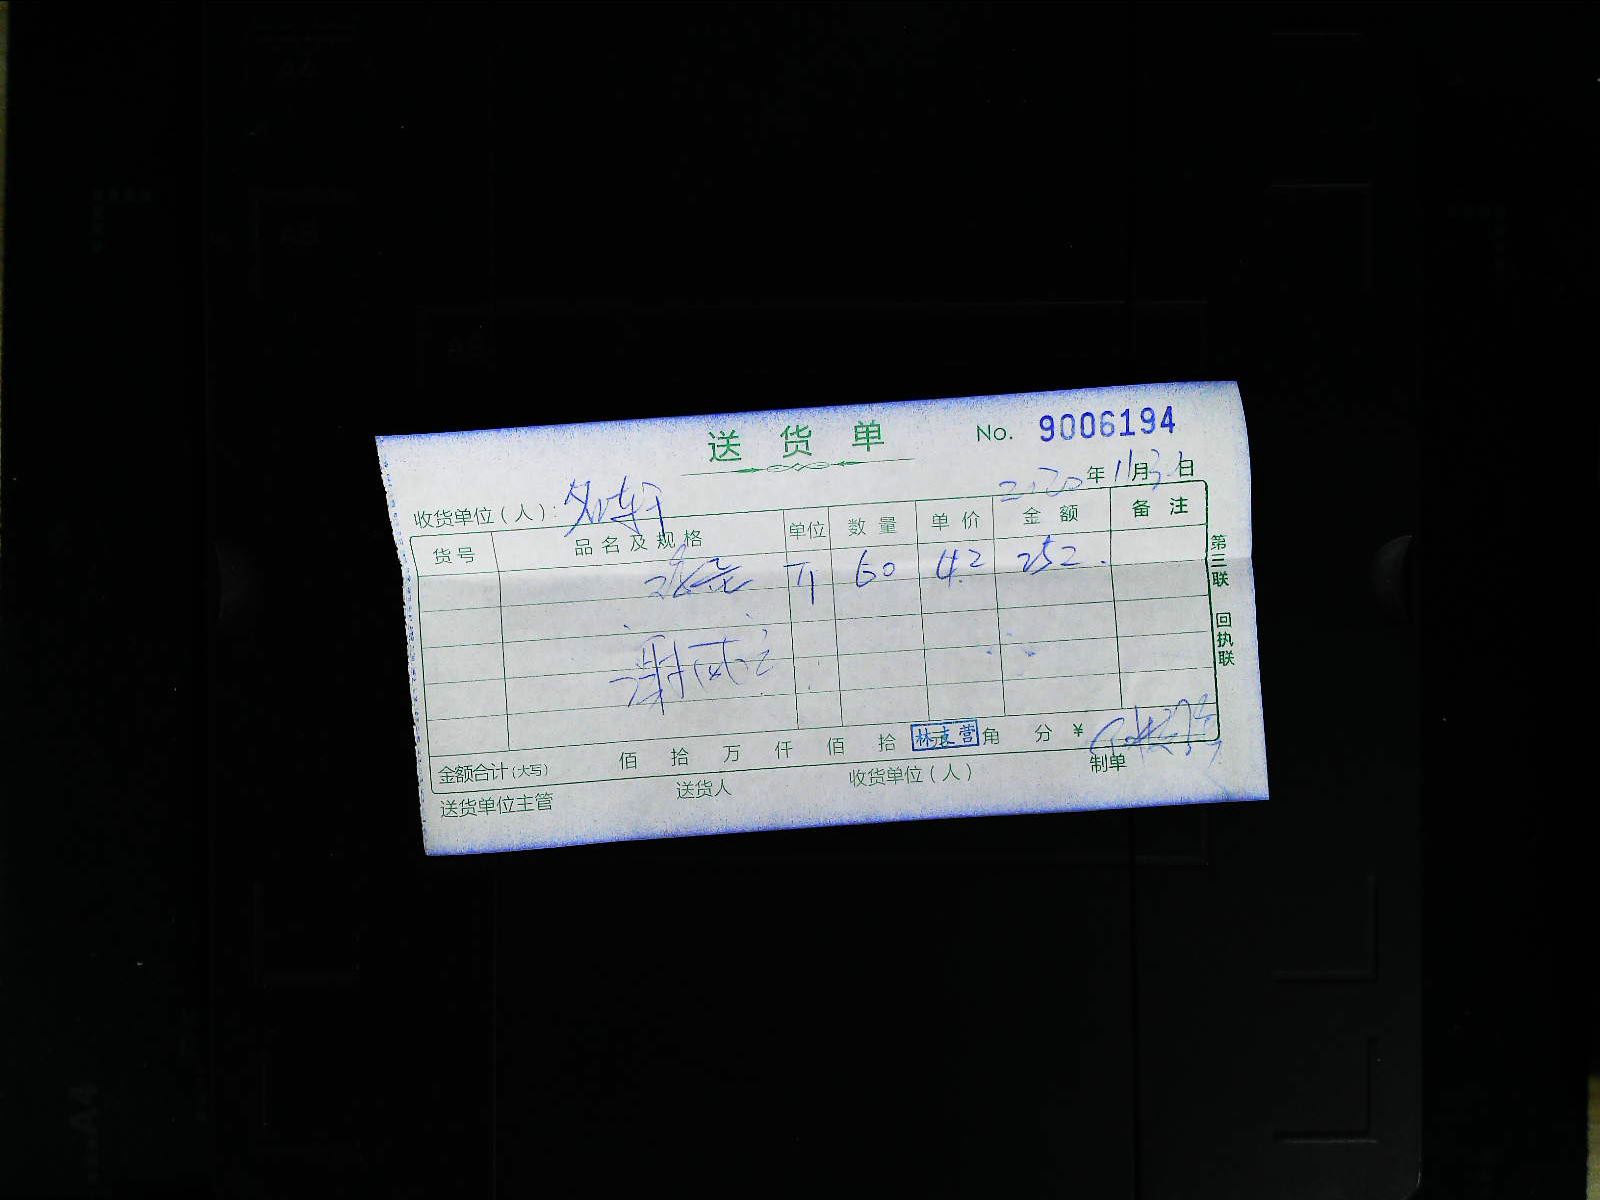 送货单 No. 9006194
2020年11月3日
收货单位（人）：
货号 品名及规格 单位 数量 单价 金额 备注
斤 60 4.2 252.
第三联 回执联
金额合计（大写） 佰 拾 万 仟 佰 拾 元 角 分 ¥
林直营
送货单位主管 送货人 收货单位（人） 制单